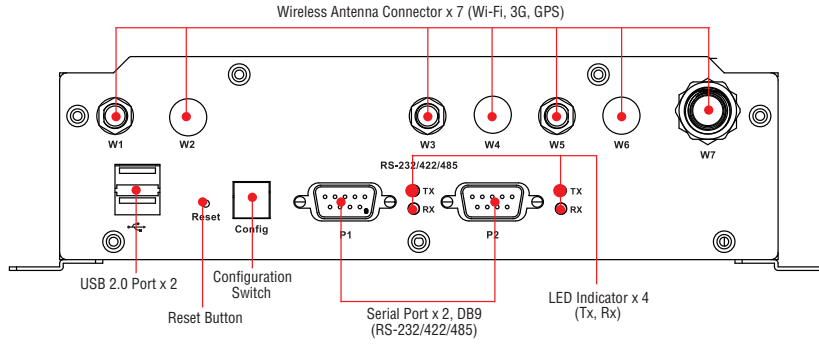 Wireless Antenna Connector x 7 (Wi-Fi, 3G, GPS)
W1
W2
W3
W4
W5
W6
W7
RS-232/422/485
TX
RX
TX
RX
Reset
Config
P1
P2
USB 2.0 Port x 2
Reset Button
Configuration
Switch
Serial Port x 2, DB9
(RS-232/422/485)
LED Indicator x 4
(Tx, Rx)